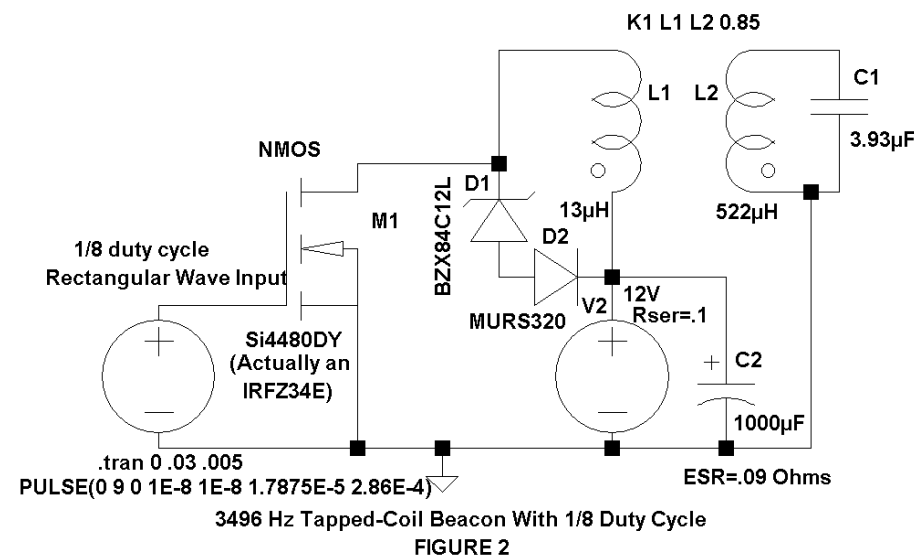 K1 L1 L2 0.85
L1
L2
C1
3.93µF
NMOS
D1
M1
BZX84C12L
13µH
522µH
1/8 duty cycle
Rectangular Wave Input
D2
V2
12V
Rser=.1
MURS320
Si4480DY
(Actually an
IRFZ34E)
C2
1000µF
.tran 0 .03 .005
PULSE(0 9 0 1E-8 1E-8 1.7875E-5 2.86E-4)
ESR=.09 Ohms
3496 Hz Tapped-Coil Beacon With 1/8 Duty Cycle
FIGURE 2